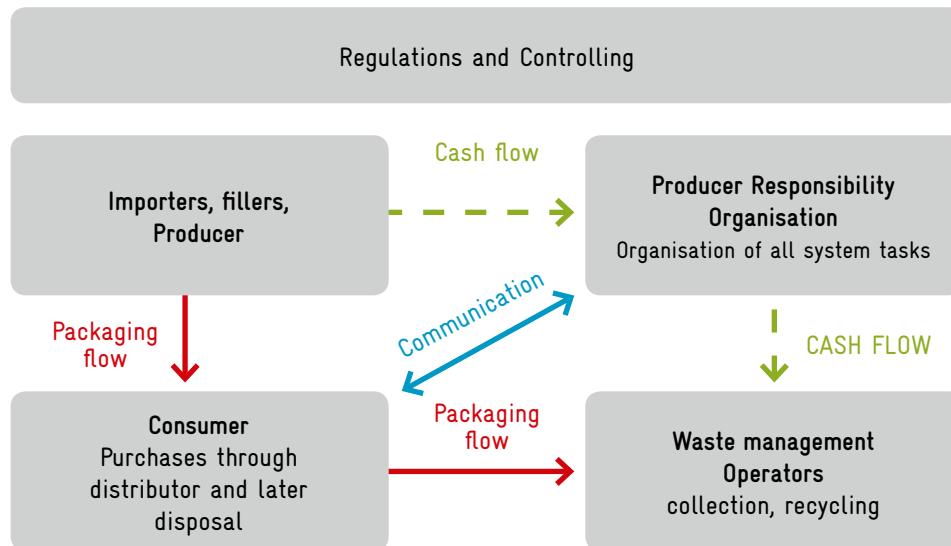 Regulations and Controlling
Cash flow
Importers, fillers,
Producer
Producer Responsibility
Organisation
Organisation of all system tasks
Communication
Packaging
flow
CASH FLOW
Consumer
Purchases through
distributor and later
disposal
Packaging
flow
Waste management
Operators
collection, recycling